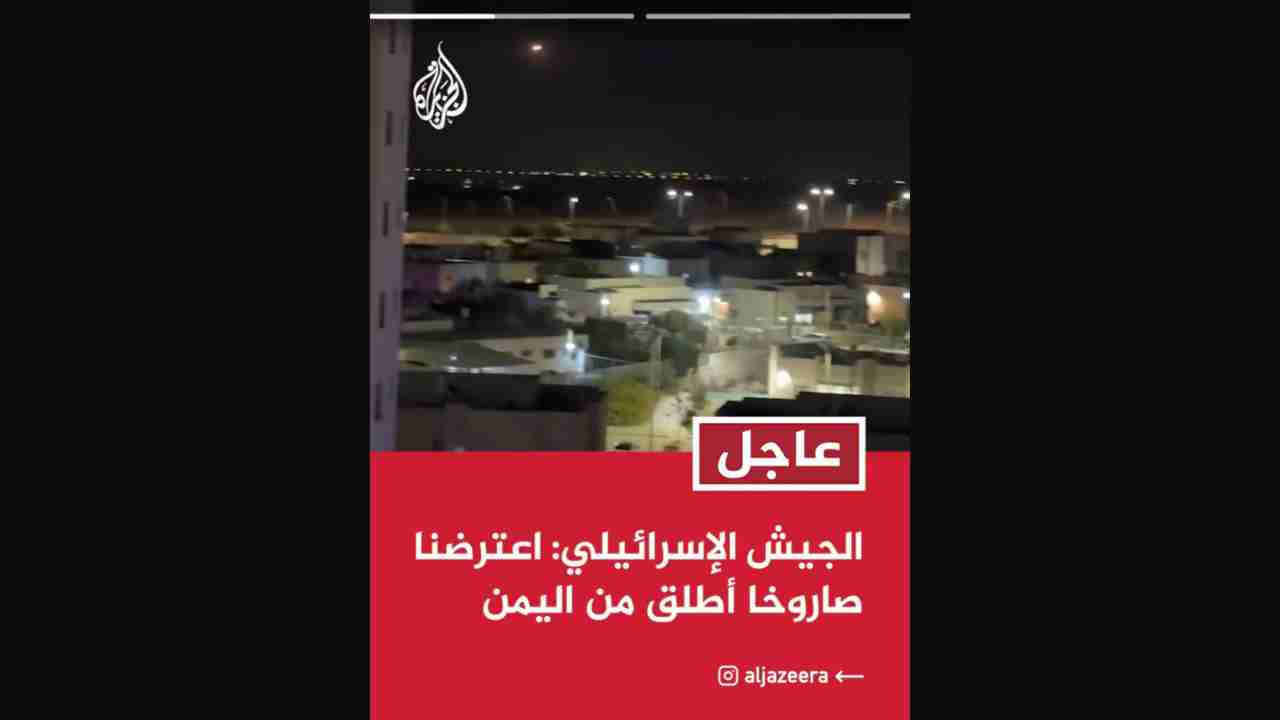 الجزيرة
عاجل
الجيش الإسرائيلي: اعترضنا
صاروخا أطلق من اليمن
aljazeera